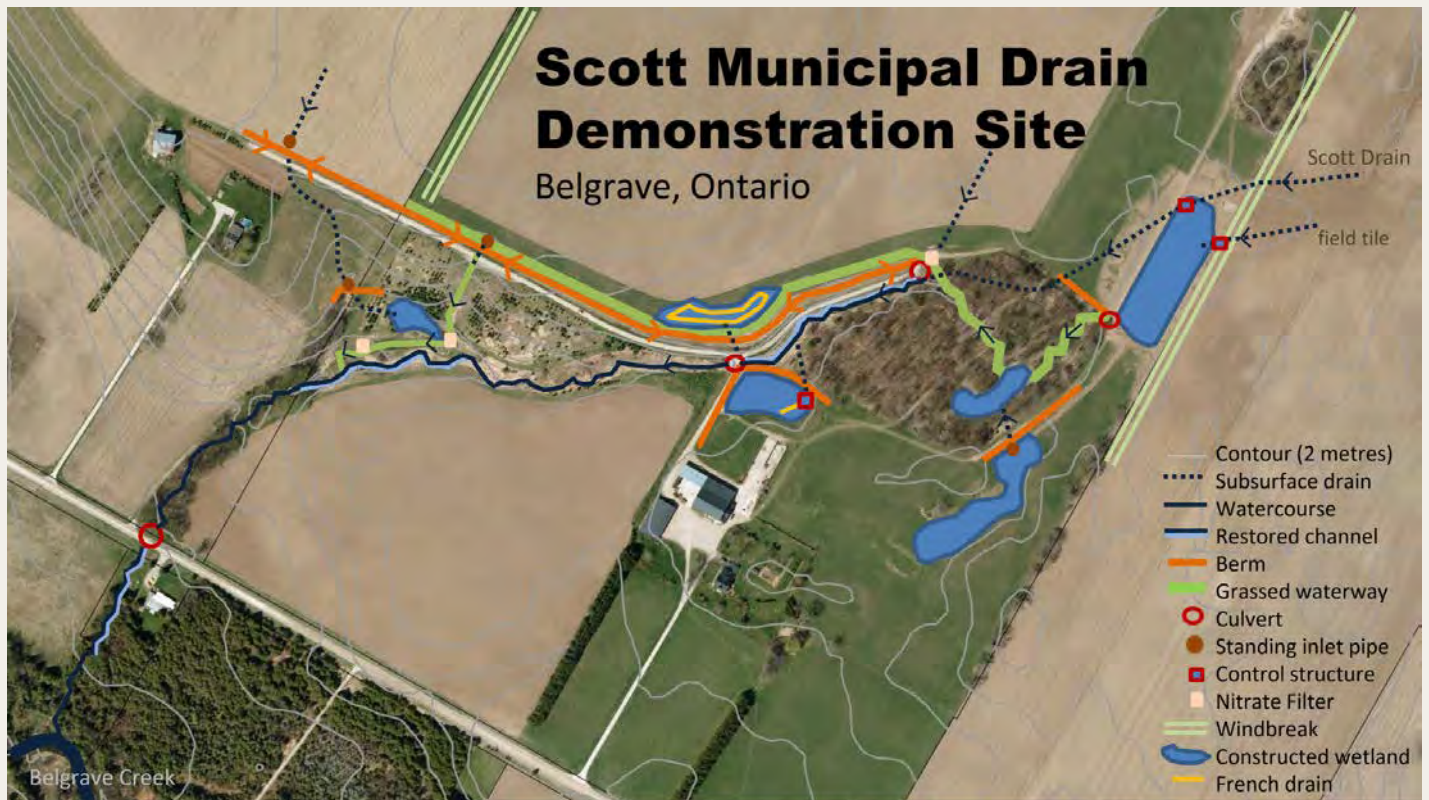 Scott Municipal Drain
Demonstration Site
Belgrave, Ontario
Scott Drain
field tile
Contour (2 metres)
Subsurface drain
Watercourse
Restored channel
Berm
Grassed waterway
Culvert
Standing inlet pipe
Control structure
Nitrate Filter
Windbreak
Constructed wetland
French drain
Belgrave Creek